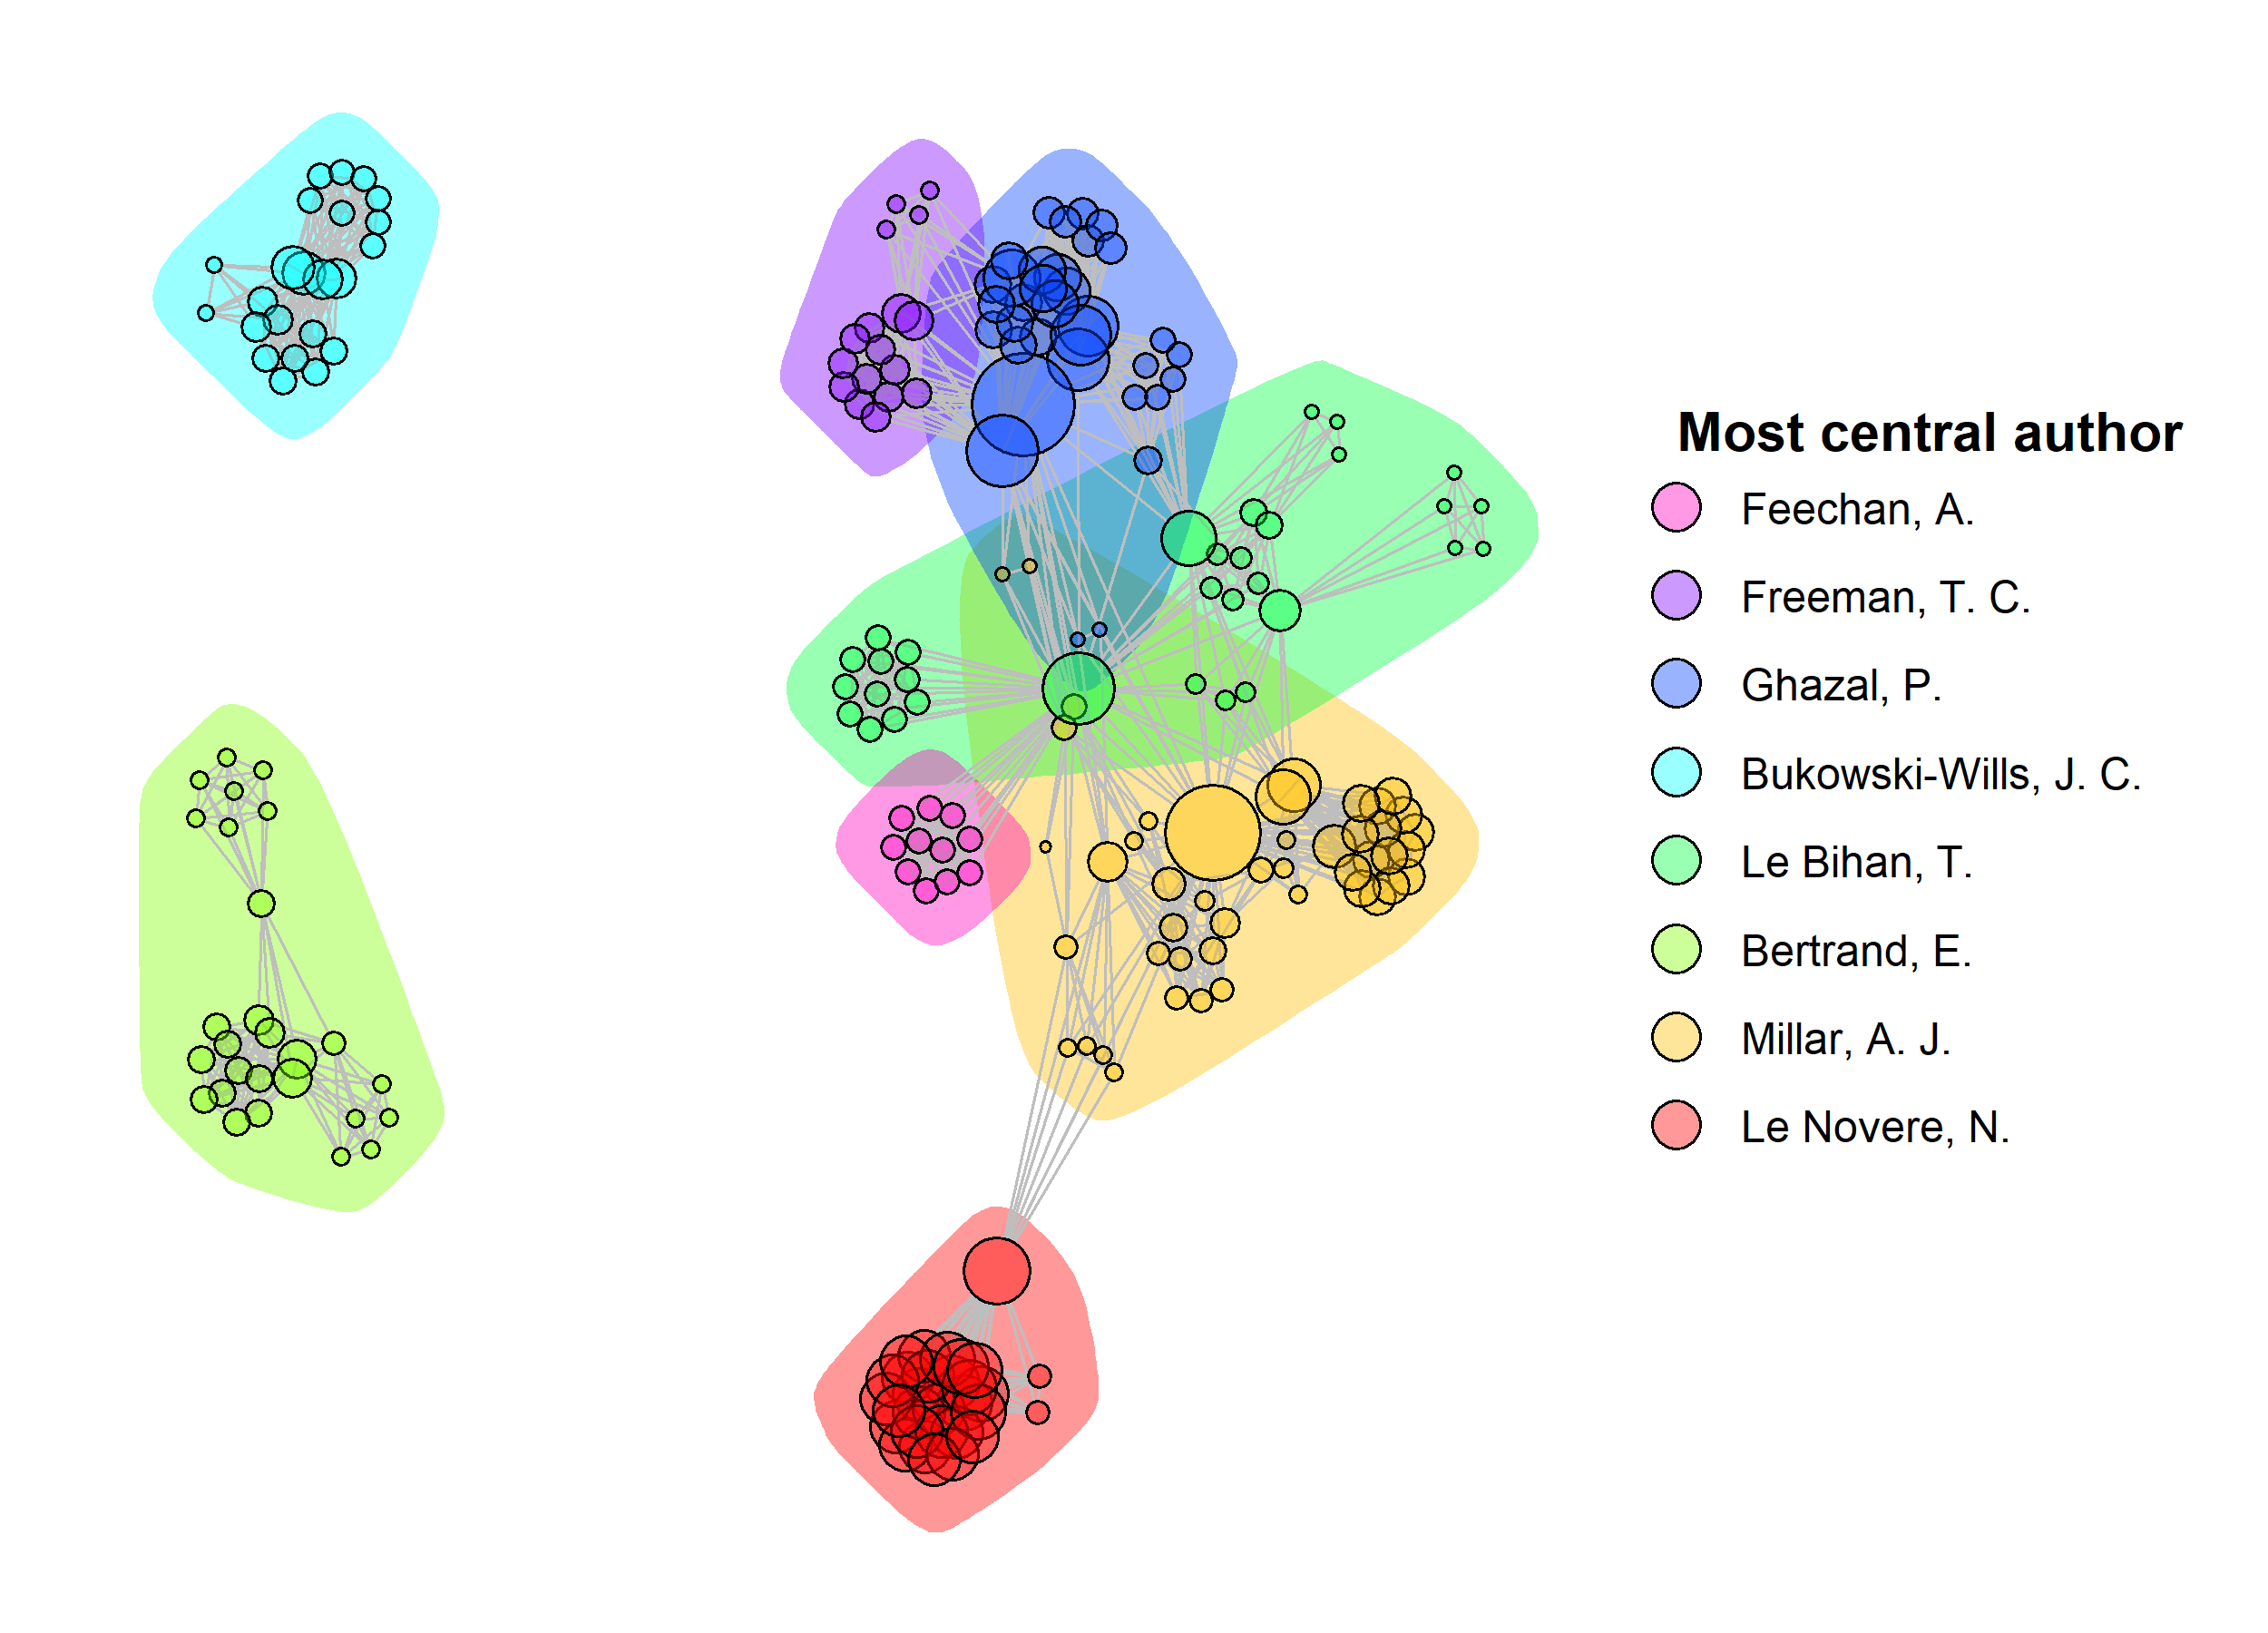 Most central author
Feechan, A.
Freeman, T. C.
Ghazal, P.
Bukowski-Wills, J. C.
Le Bihan, T.
Bertrand, E.
Millar, A. J.
Le Novere, N.